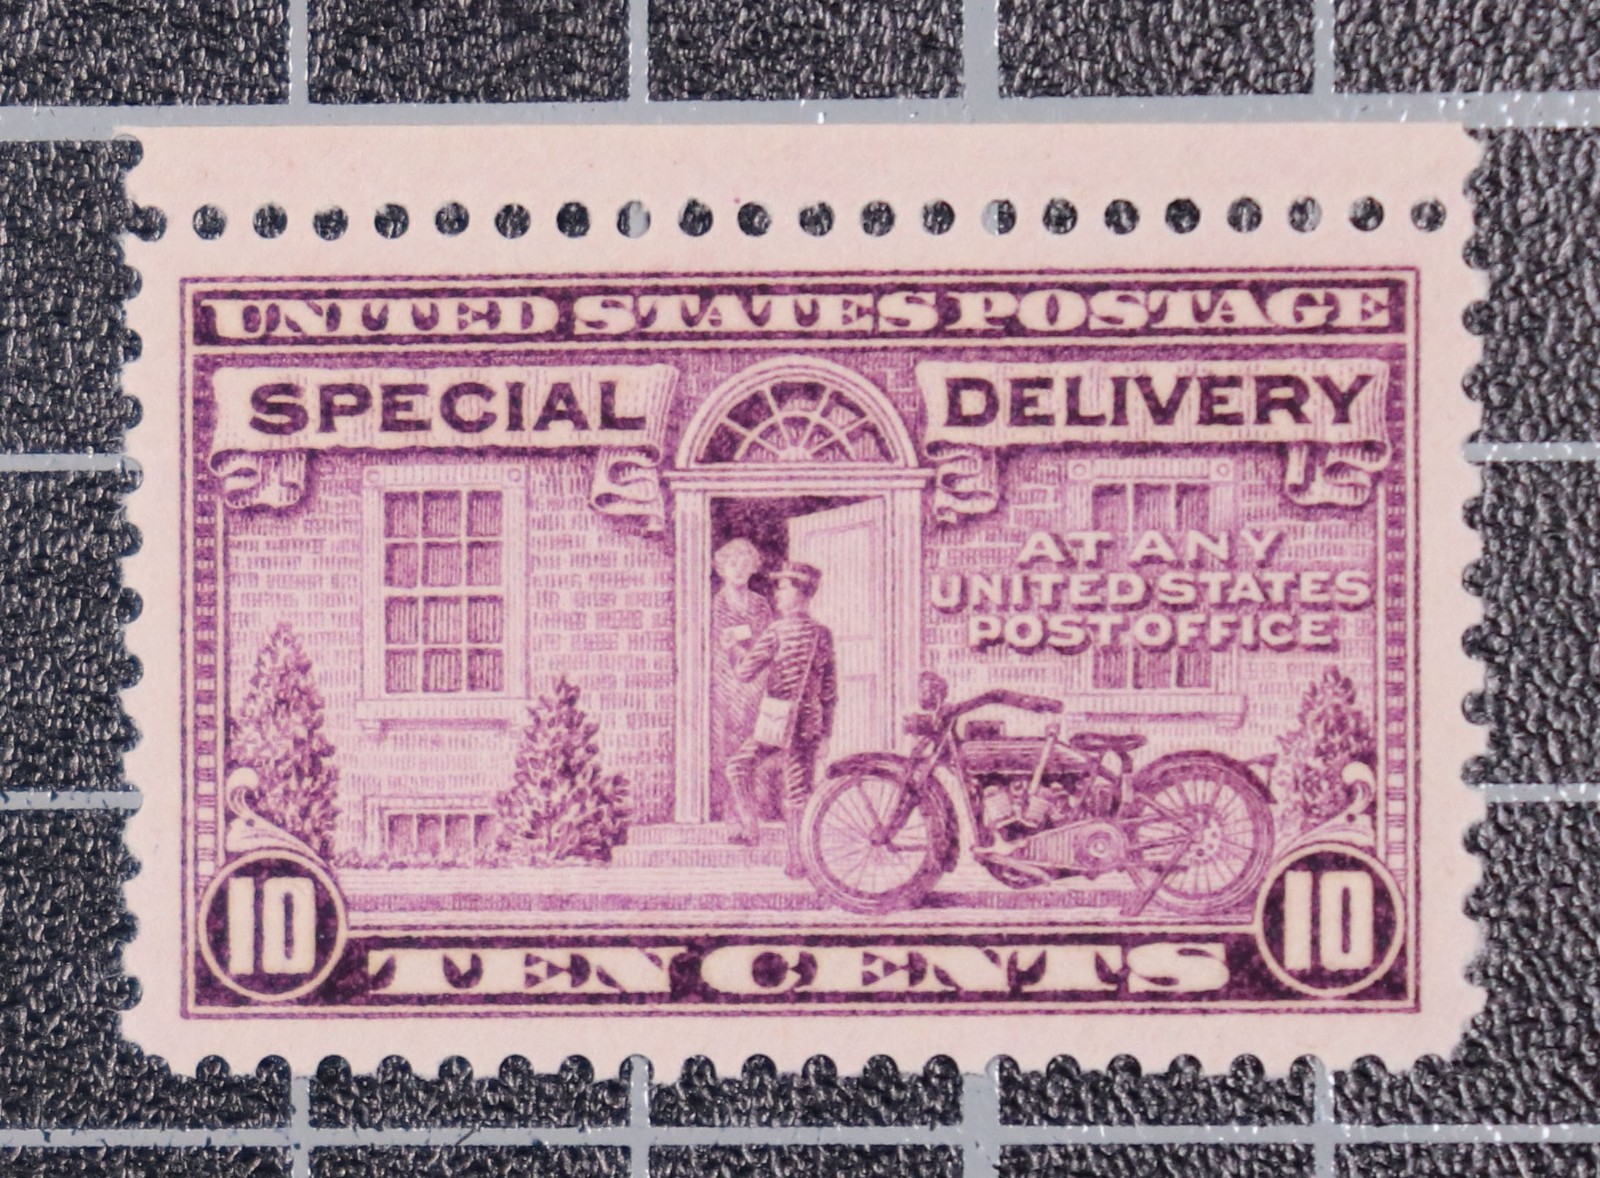 UNITED STATES POSTAGE
SPECIAL DELIVERY
AT ANY
UNITED STATES
POST OFFICE
10 TEN CENTS 10